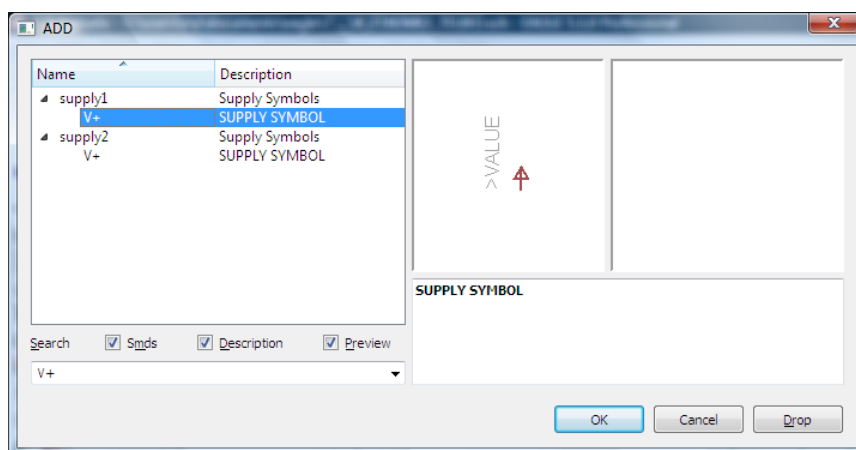 ADD
Name Description
supply1 Supply Symbols
V+ SUPPLY SYMBOL
supply2 Supply Symbols
V+ SUPPLY SYMBOL
>VALUE
SUPPLY SYMBOL
Search Smds Description Preview
V+
OK Cancel Drop